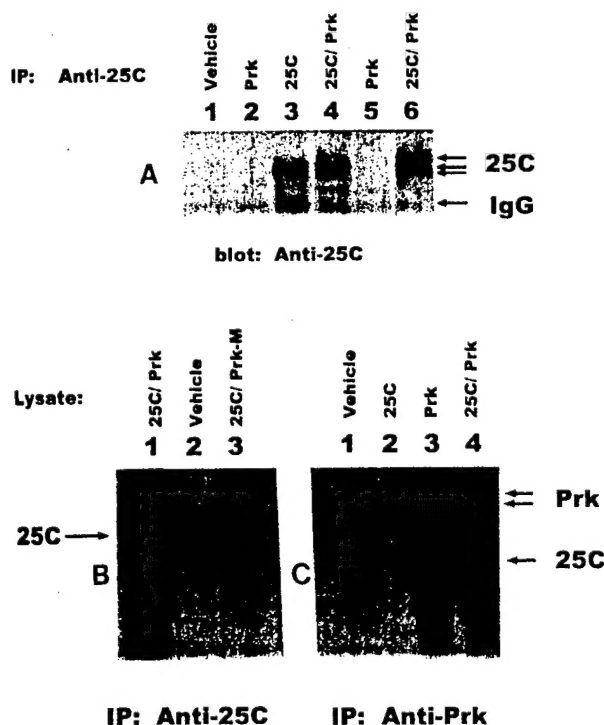 IP: Anti-25C
Vehicle
Prk
25C
25C/ Prk
Prk
25C/ Prk
1 2 3 4 5 6
A
25C
IgG
blot: Anti-25C
Lysate:
25C/ Prk
Vehicle
25C/ Prk-M
1 2 3
Vehicle
25C
Prk
25C/ Prk
1 2 3 4
25C
B
C
Prk
25C
IP: Anti-25C
IP: Anti-Prk